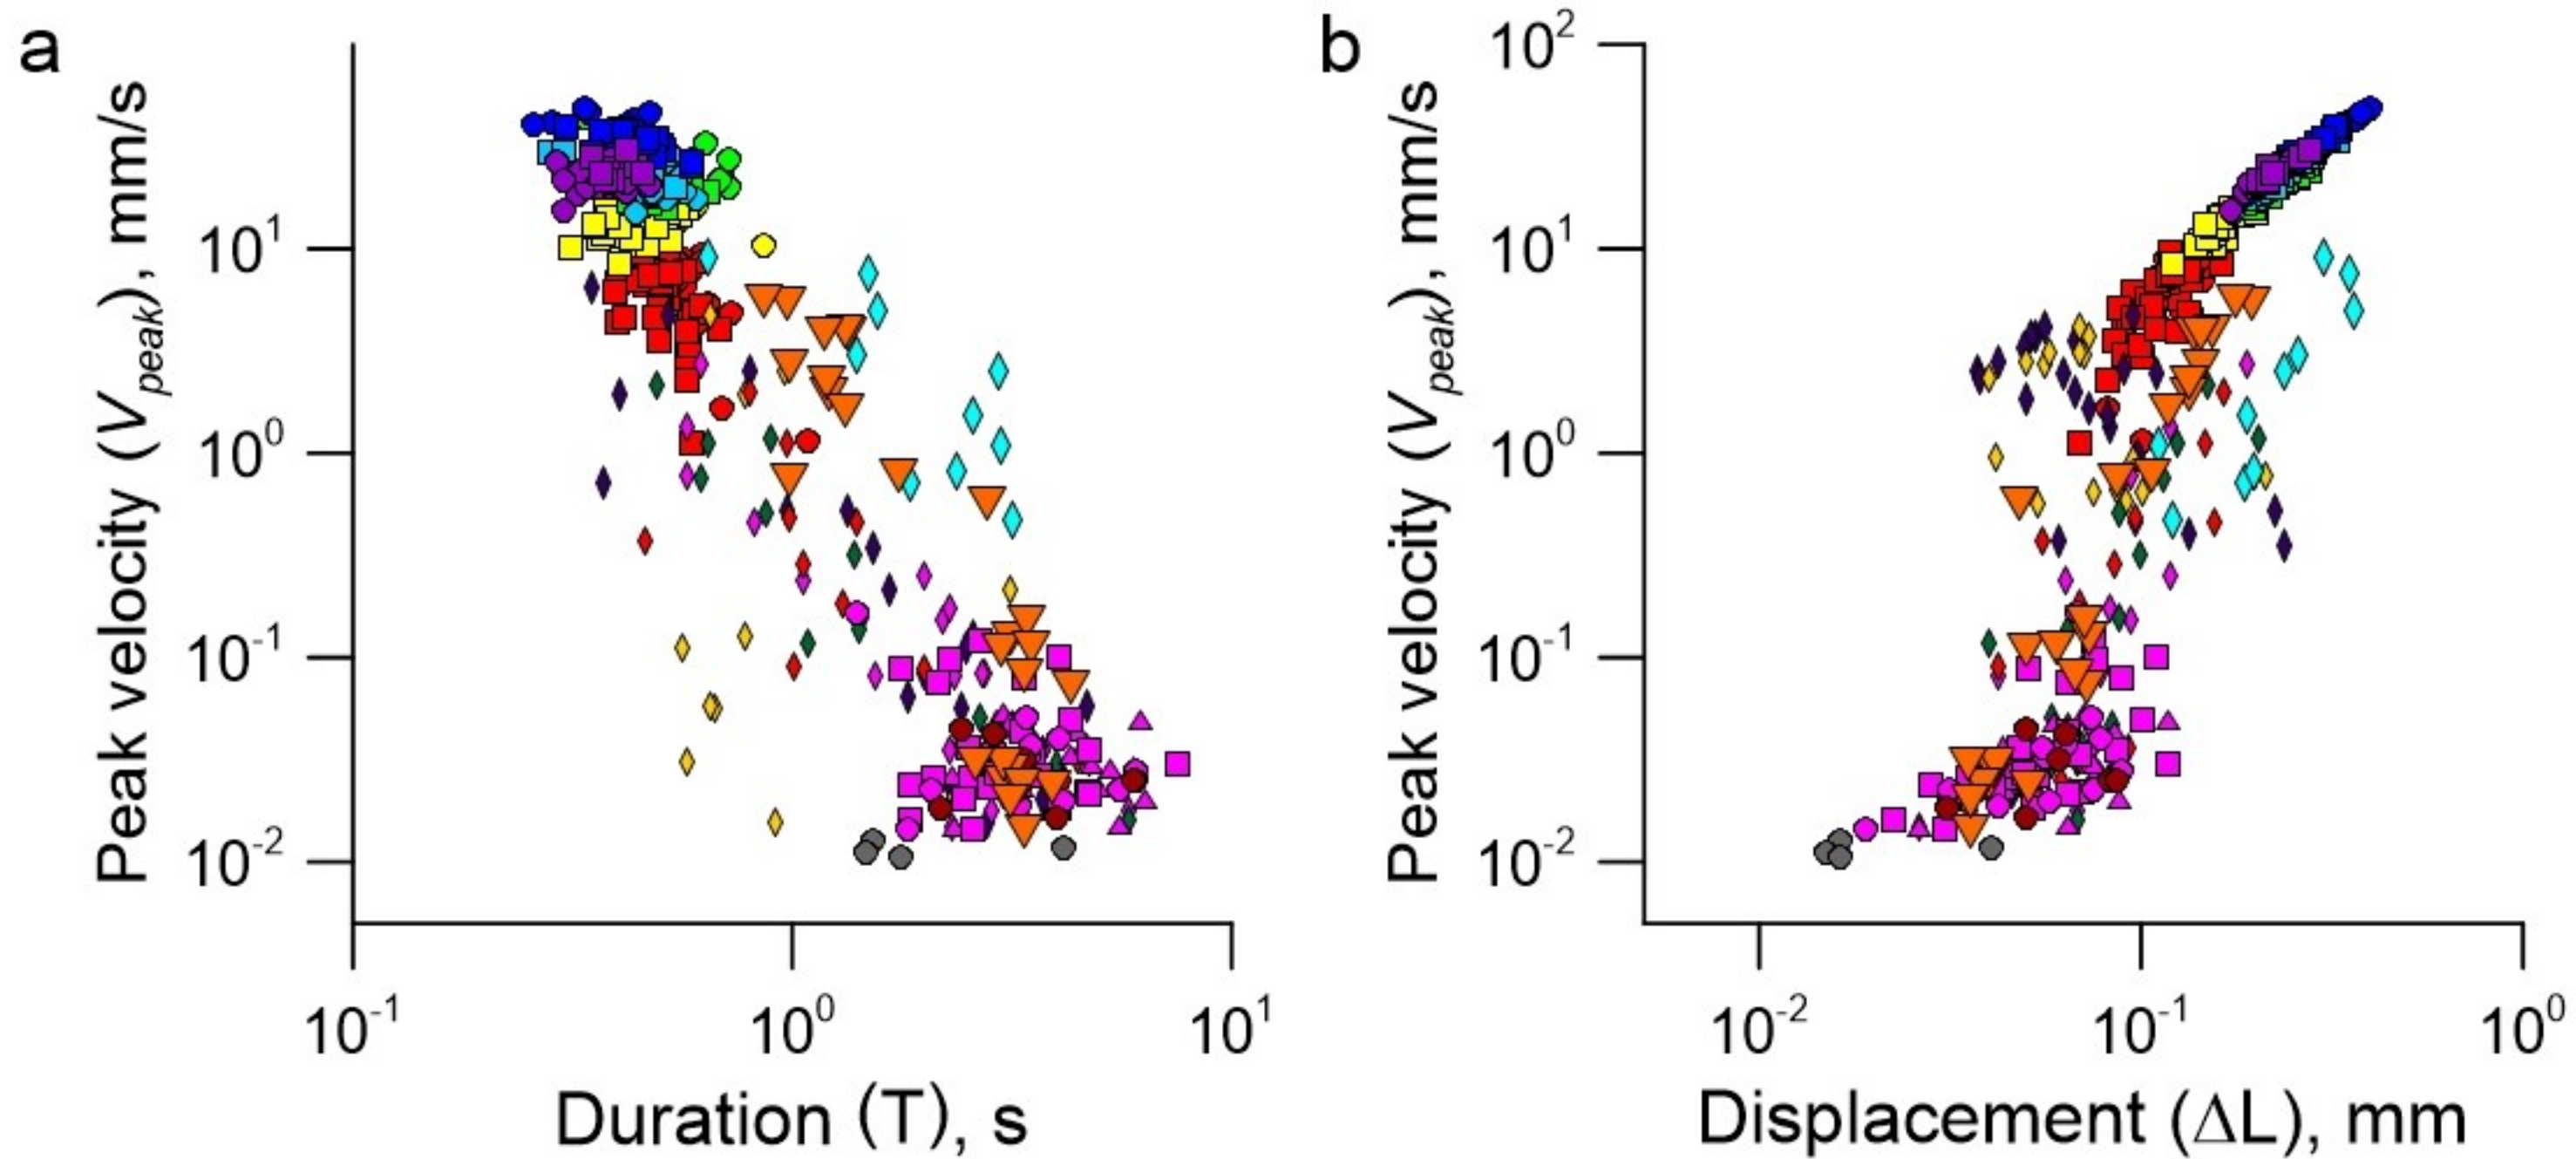 a
Peak velocity (Vpeak), mm/s
10^1
10^0
10^-1
10^-2
10^-1
10^0
10^1
Duration (T), s
b
Peak velocity (Vpeak), mm/s
10^2
10^1
10^0
10^-1
10^-2
10^-2
10^-1
10^0
Displacement (ΔL), mm